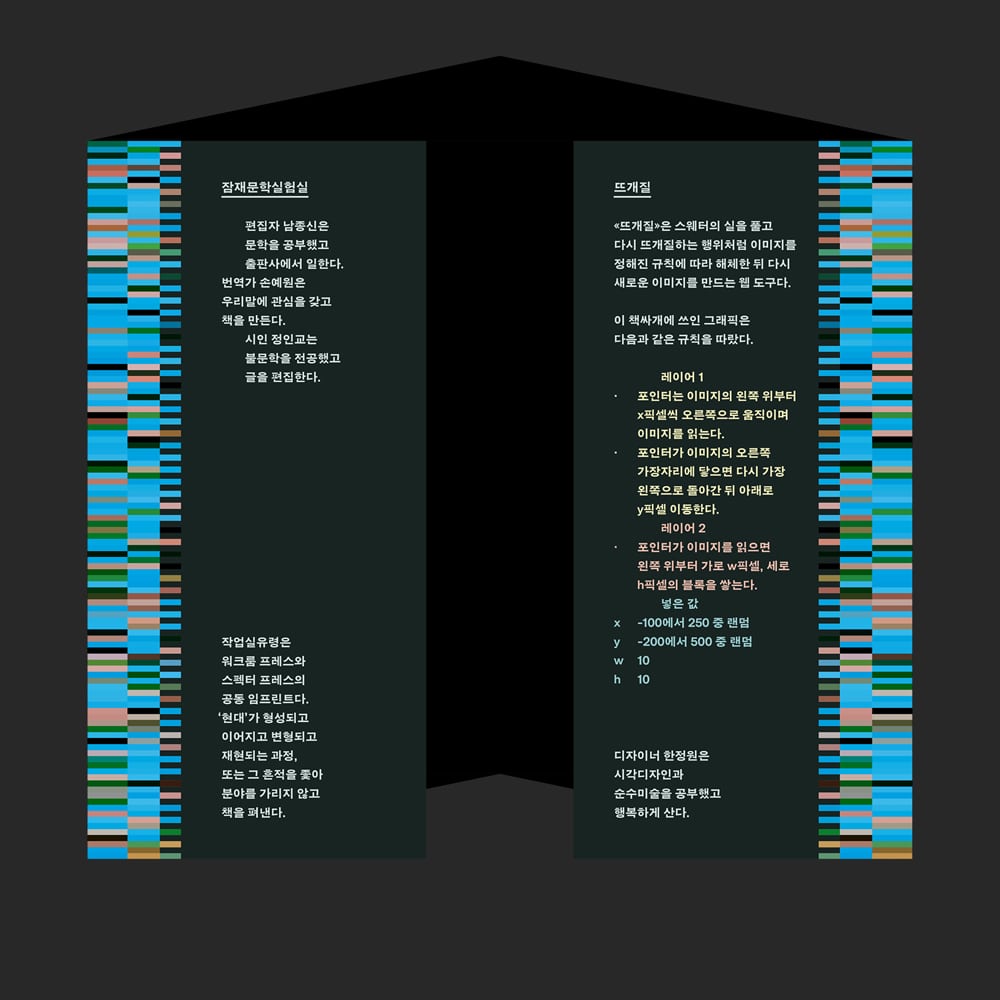 잠재문학실험실
편집자 남종신은
문학을 공부했고
출판사에서 일한다.
번역가 손예원은
우리말에 관심을 갖고
책을 만든다.
시인 정인교는
불문학을 전공했고
글을 편집한다.
작업실유령은
워크룸 프레스와
스펙터 프레스의
공동 임프린트다.
‘현대’가 형성되고
이어지고 변형되고
재현되는 과정,
또는 그 흔적을 좇아
분야를 가리지 않고
책을 펴낸다.
뜨개질
«뜨개질»은 스웨터의 실을 풀고
다시 뜨개질하는 행위처럼 이미지를
정해진 규칙에 따라 해체한 뒤 다시
새로운 이미지를 만드는 웹 도구다.
이 책싸개에 쓰인 그래픽은
다음과 같은 규칙을 따랐다.
레이어 1
· 포인터는 이미지의 왼쪽 위부터
x픽셀씩 오른쪽으로 움직이며
이미지를 읽는다.
· 포인터가 이미지의 오른쪽
가장자리에 닿으면 다시 가장
왼쪽으로 돌아간 뒤 아래로
y픽셀 이동한다.
레이어 2
· 포인터가 이미지를 읽으면
왼쪽 위부터 가로 w픽셀, 세로
h픽셀의 블록을 쌓는다.
넣은 값
x -100에서 250 중 랜덤
y -200에서 500 중 랜덤
w 10
h 10
디자이너 한정원은
시각디자인과
순수미술을 공부했고
행복하게 산다.